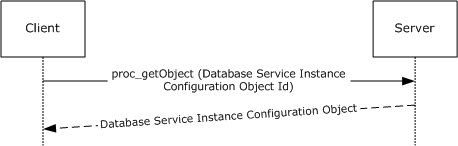 Client
Server
proc_getObject (Database Service Instance
Configuration Object Id)
Database Service Instance Configuration Object